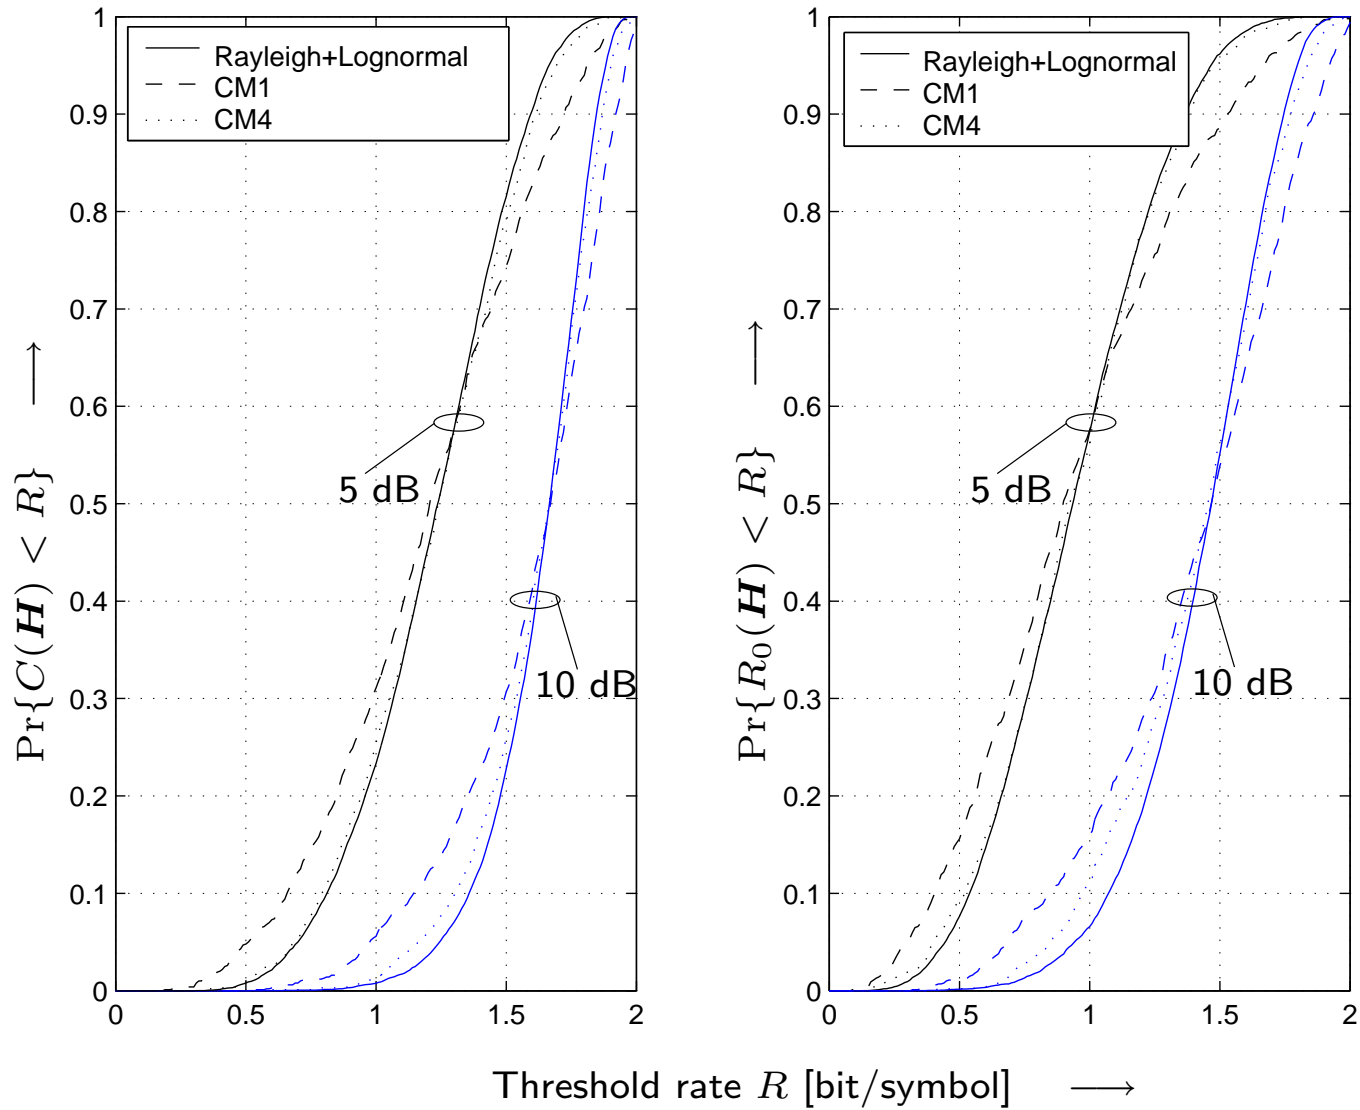 1
0.9
0.8
0.7
0.6
0.5
0.4
0.3
0.2
0.1
0
0 0.5 1 1.5 2
Rayleigh+Lognormal
CM1
CM4
5 dB
10 dB
Pr{C(H) < R} ⟶
1
0.9
0.8
0.7
0.6
0.5
0.4
0.3
0.2
0.1
0
0 0.5 1 1.5 2
Rayleigh+Lognormal
CM1
CM4
5 dB
10 dB
Pr{R₀(H) < R} ⟶
Threshold rate R [bit/symbol] ⟶